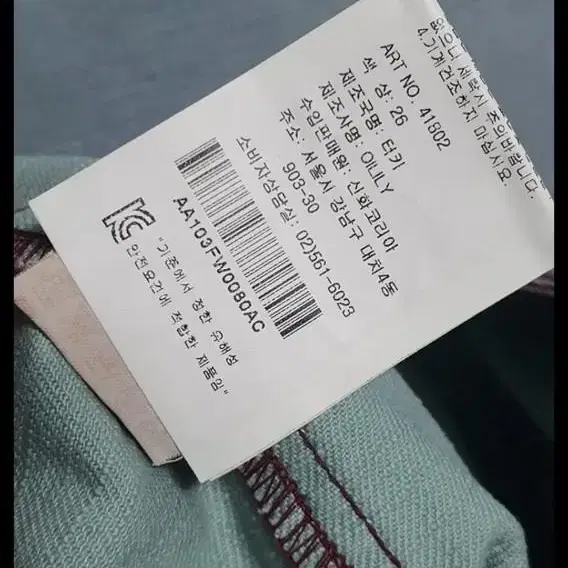 없으니 세탁시 주의바랍니다.
4.기계건조하지 마십시요.
ART NO. 41802
색 상: 26
제조국명: 터키
제조사명: OILILY
수입판매원: 신화코리아
주소: 서울시 강남구 대치4동
903-30
소비자상담실: 02)561-6023
AA103FW0080AC
"기준에서 정한 유해성
안전요건에 적합한 제품임"